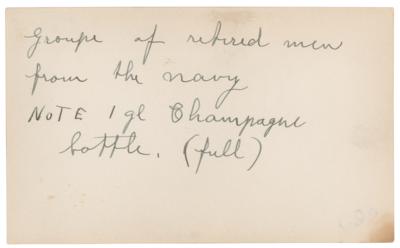 Groupe of retired men
from the navy
NOTE 1 gl Champagne
bottle. (full)